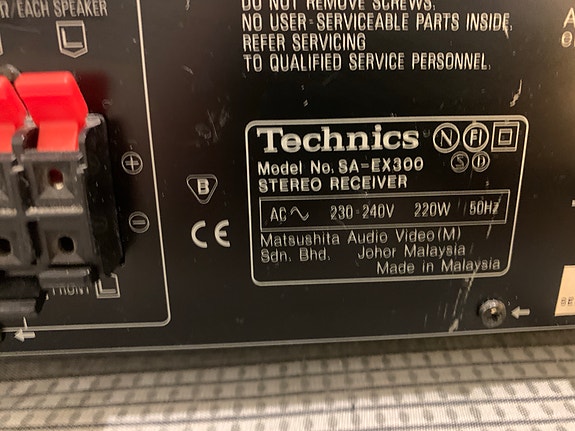 Ω/EACH SPEAKER
L
DO NOT REMOVE SCREWS.
NO USER-SERVICEABLE PARTS INSIDE.
REFER SERVICING
TO QUALIFIED SERVICE PERSONNEL.
Technics N FI
Model No. SA-EX300 S D
STEREO RECEIVER
AC ~ 230-240V 220W 50Hz
Matsushita Audio Video(M)
Sdn. Bhd. Johor Malaysia
Made in Malaysia
B
CE
+
−
FRONT L